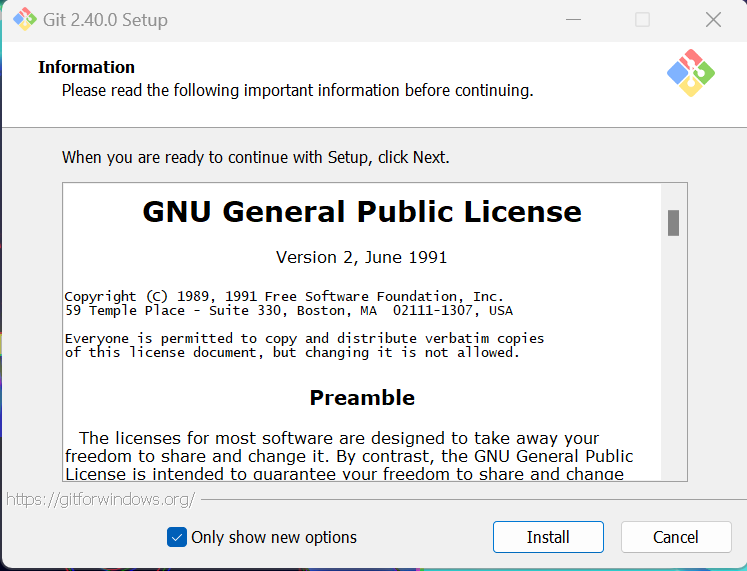 Git 2.40.0 Setup
Information
Please read the following important information before continuing.
When you are ready to continue with Setup, click Next.
GNU General Public License
Version 2, June 1991
Copyright (C) 1989, 1991 Free Software Foundation, Inc.
59 Temple Place - Suite 330, Boston, MA  02111-1307, USA
Everyone is permitted to copy and distribute verbatim copies
of this license document, but changing it is not allowed.
Preamble
The licenses for most software are designed to take away your
freedom to share and change it. By contrast, the GNU General Public
License is intended to guarantee your freedom to share and change
https://gitforwindows.org/
Only show new options
Install
Cancel